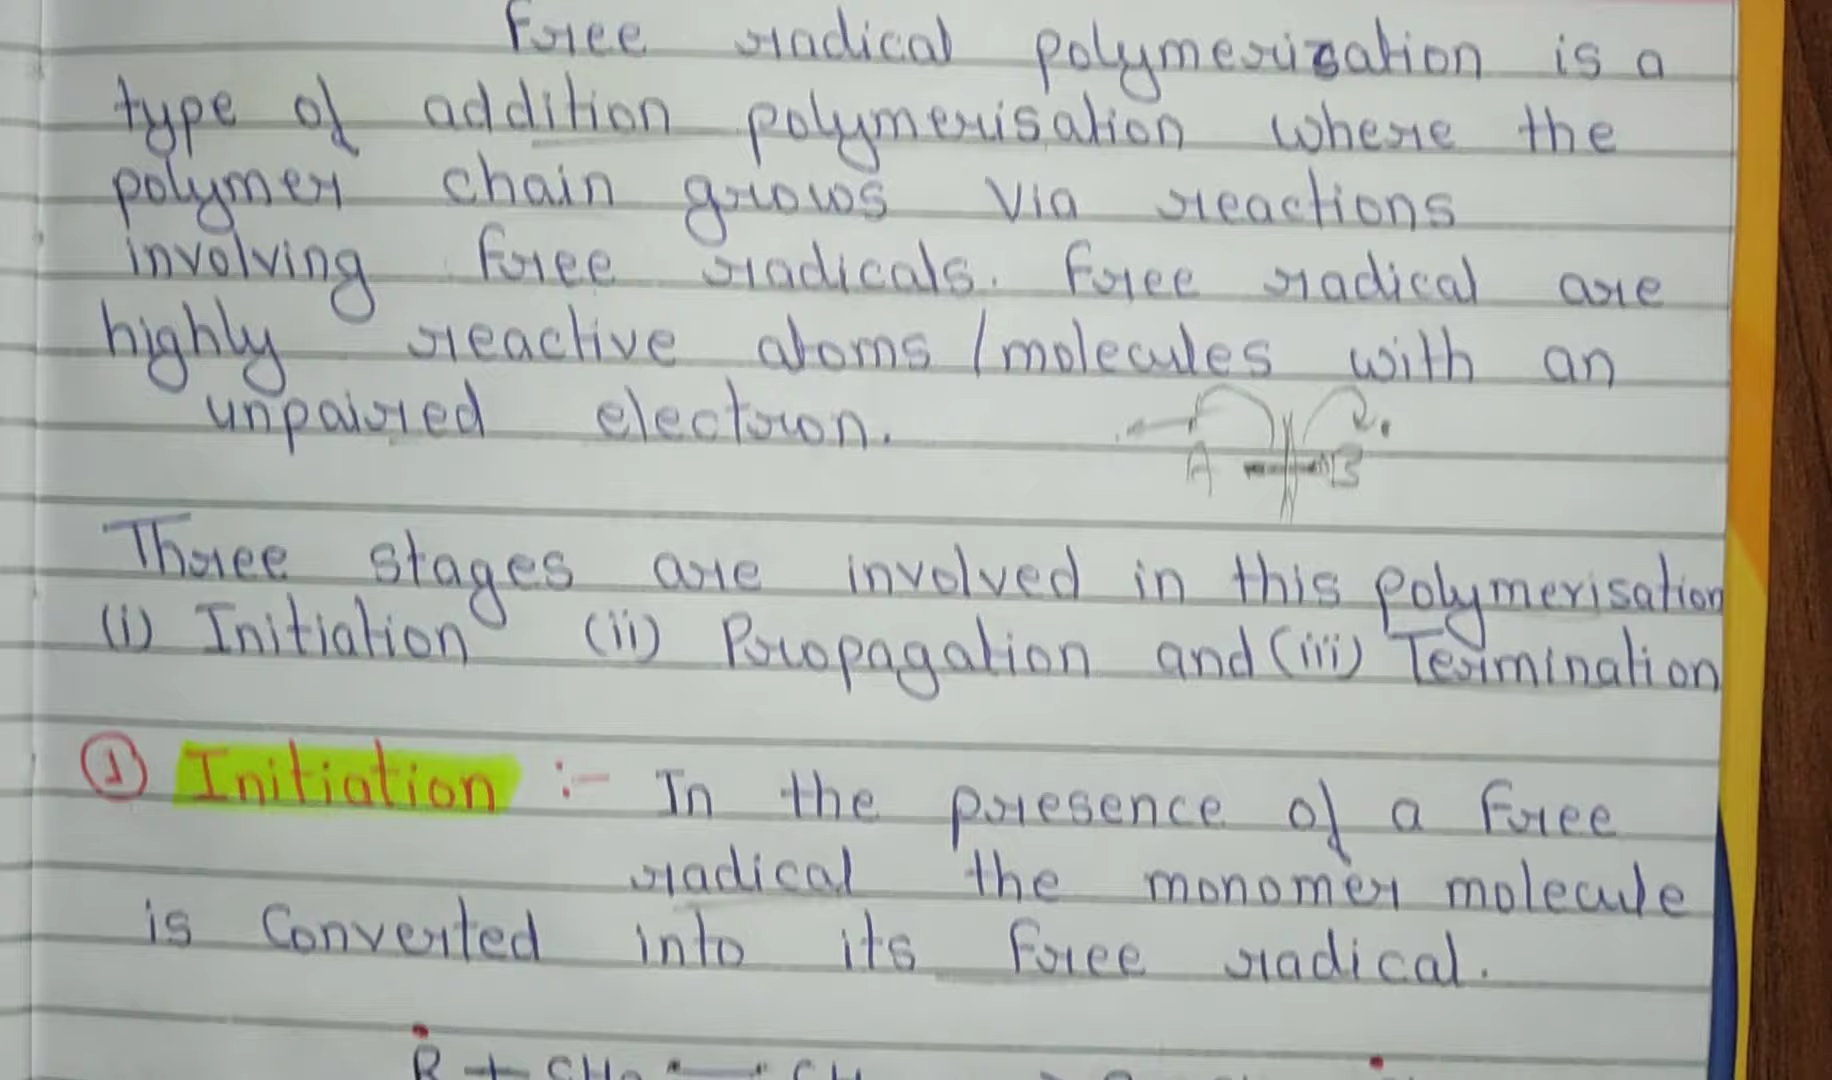 Free radical polymerisation is a
type of addition polymerisation where the
polymer chain grows via reactions
involving free radicals. Free radical are
highly reactive atoms/molecules with an
unpaired electron.
A B
Three stages are involved in this polymerisation
(i) Initiation (ii) Propagation and (iii) Termination
① Initiation :- In the presence of a free
radical the monomer molecule
is converted into its free radical.
R + CH2 CH